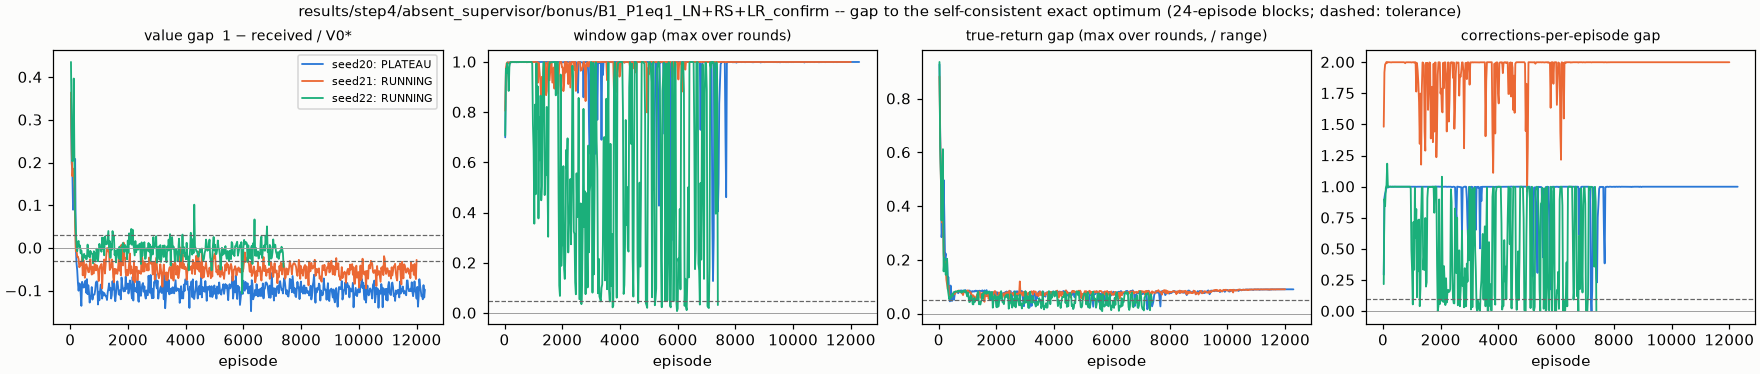 results/step4/absent_supervisor/bonus/B1_P1eq1_LN+RS+LR_confirm -- gap to the self-consistent exact optimum (24-episode blocks; dashed: tolerance)
value gap 1 − received / V0*
window gap (max over rounds)
true-return gap (max over rounds, / range)
corrections-per-episode gap
seed20: PLATEAU
seed21: RUNNING
seed22: RUNNING
0.4
0.3
0.2
0.1
0.0
−0.1
0 2000 4000 6000 8000 10000 12000
episode
1.0
0.8
0.6
0.4
0.2
0.0
0 2000 4000 6000 8000 10000 12000
episode
0.8
0.6
0.4
0.2
0.0
0 2000 4000 6000 8000 10000 12000
episode
2.00
1.75
1.50
1.25
1.00
0.75
0.50
0.25
0.00
0 2000 4000 6000 8000 10000 12000
episode